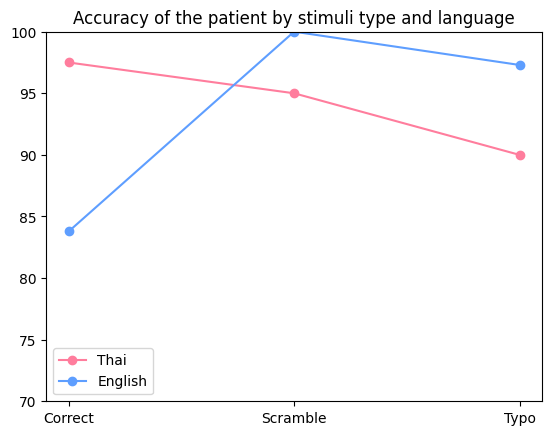 Accuracy of the patient by stimuli type and language
100
95
90
85
80
75
70
Thai
English
Correct
Scramble
Typo